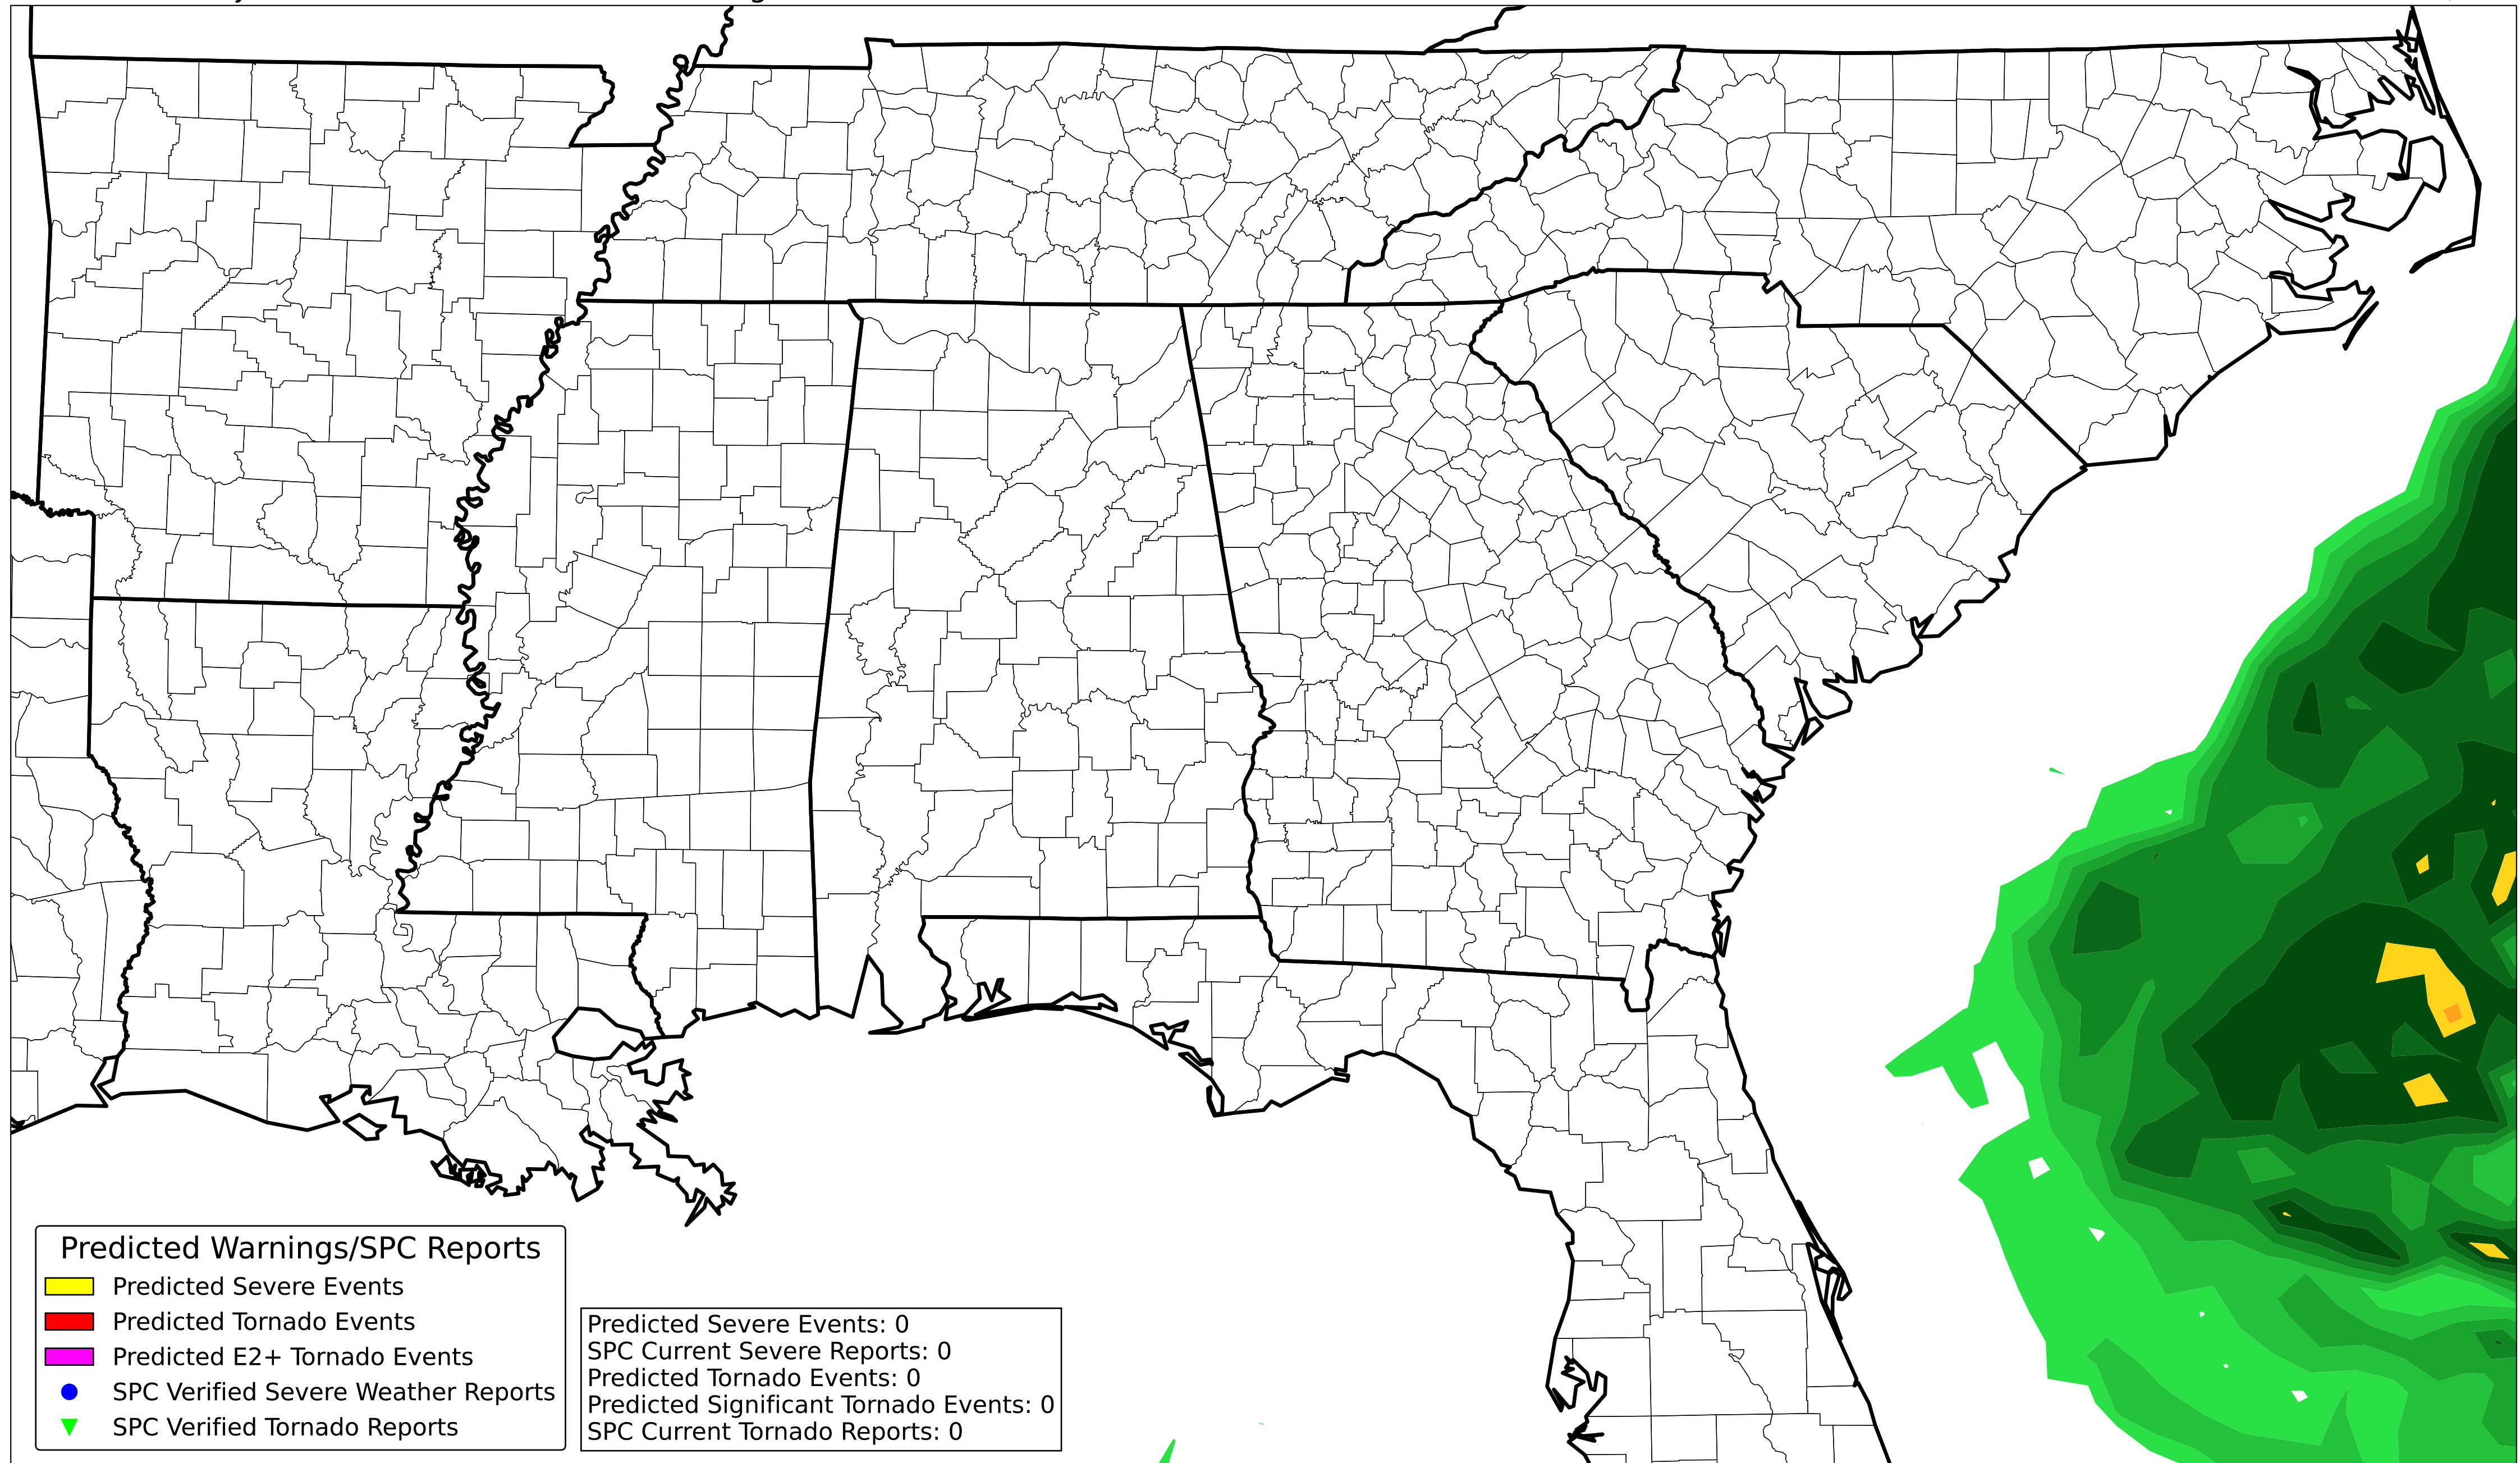 Predicted Warnings/SPC Reports
Predicted Severe Events
Predicted Tornado Events
Predicted E2+ Tornado Events
SPC Verified Severe Weather Reports
SPC Verified Tornado Reports
Predicted Severe Events: 0
SPC Current Severe Reports: 0
Predicted Tornado Events: 0
Predicted Significant Tornado Events: 0
SPC Current Tornado Reports: 0